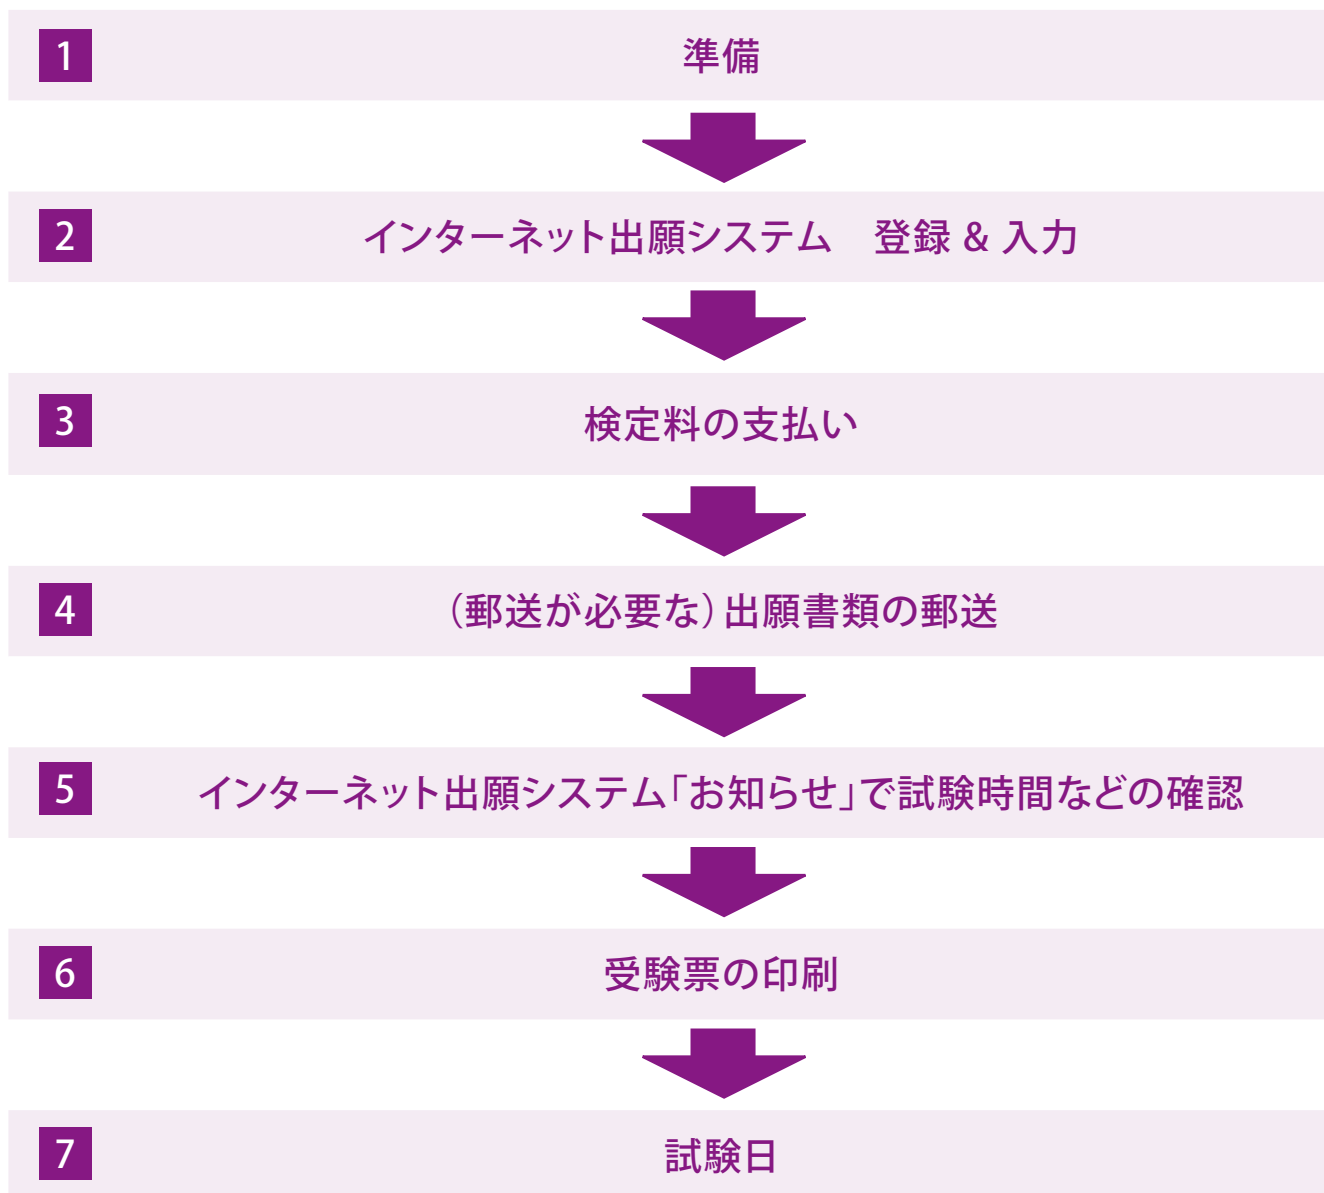 1 準備
2 インターネット出願システム　登録 & 入力
3 検定料の支払い
4 （郵送が必要な）出願書類の郵送
5 インターネット出願システム「お知らせ」で試験時間などの確認
6 受験票の印刷
7 試験日